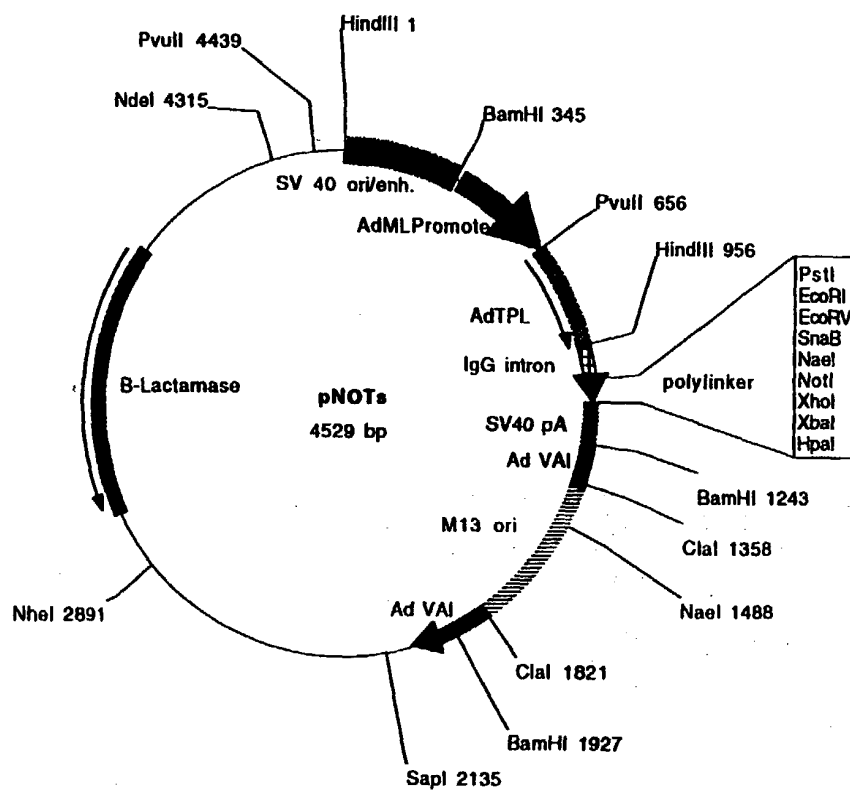 HindIII 1
PvuII 4439
NdeI 4315
BamHI 345
SV 40 ori/enh.
AdMLPromote
PvuII 656
HindIII 956
PstI
EcoRI
EcoRV
SnaB
NaeI
NotI
XhoI
XbaI
HpaI
AdTPL
IgG intron
polylinker
B-Lactamase
pNOTs
4529 bp
SV40 pA
Ad VAI
BamHI 1243
M13 ori
ClaI 1358
NaeI 1488
NheI 2891
Ad VAI
ClaI 1821
BamHI 1927
SapI 2135